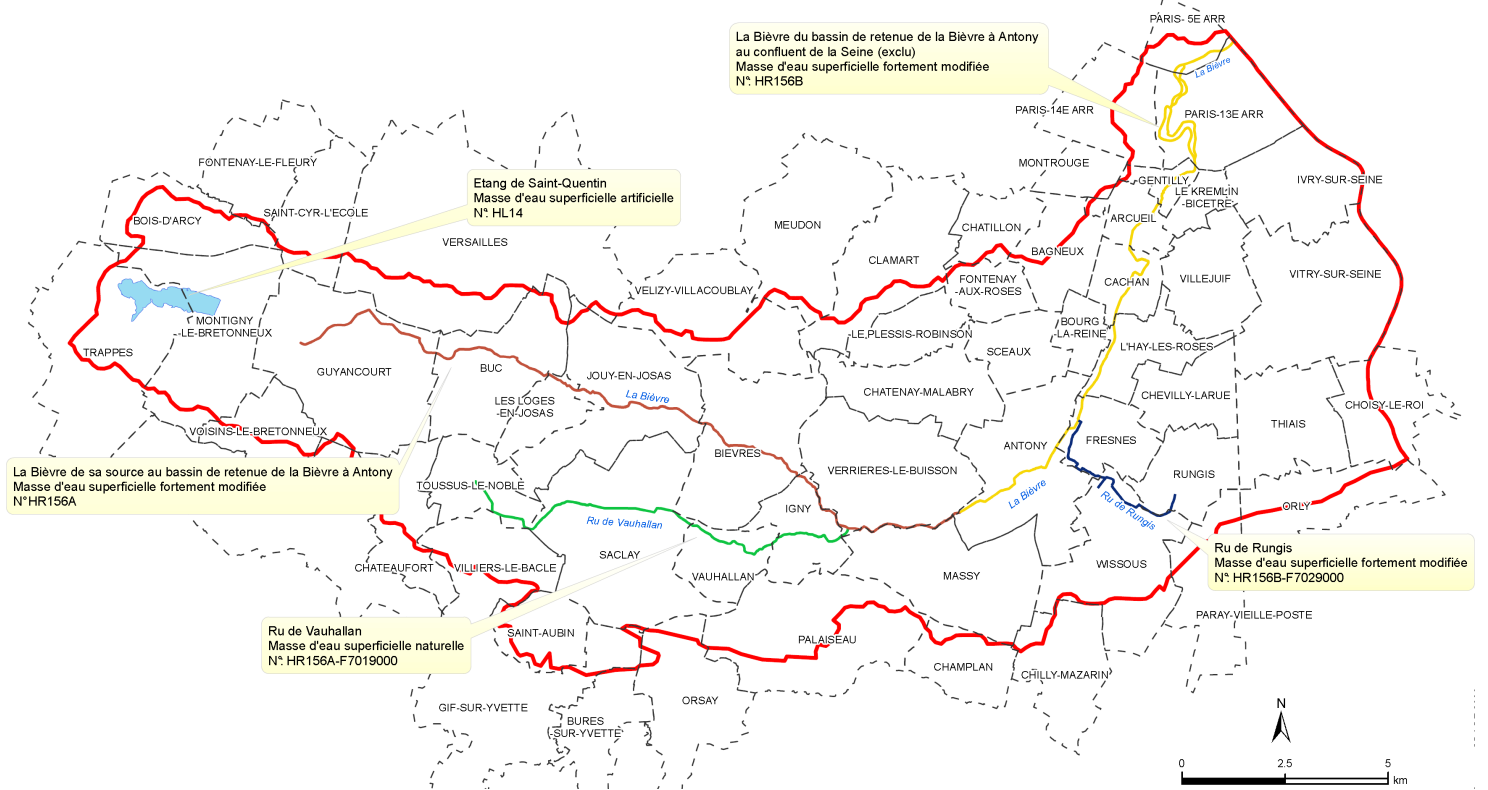 PARIS- 5E ARR
La Bièvre du bassin de retenue de la Bièvre à Antony
au confluent de la Seine (exclu)
Masse d'eau superficielle fortement modifiée
N°: HR156B
La Bièvre
PARIS-14E ARR
PARIS-13E ARR
FONTENAY-LE-FLEURY
MONTROUGE
Etang de Saint-Quentin
Masse d'eau superficielle artificielle
N°: HL14
GENTILLY
IVRY-SUR-SEINE
LE KREMLIN
BICETRE
BOIS-D'ARCY
SAINT-CYR-L'ECOLE
ARCUEIL
MEUDON
CHATILLON
VERSAILLES
BAGNEUX
CLAMART
VITRY-SUR-SEINE
FONTENAY
-AUX-ROSES
CACHAN
VILLEJUIF
VELIZY-VILLACOUBLAY
MONTIGNY
-LE-BRETONNEUX
BOURG
LA-REINE
LE PLESSIS-ROBINSON
L'HAY-LES-ROSES
TRAPPES
SCEAUX
GUYANCOURT
BUC
JOUY-EN-JOSAS
CHATENAY-MALABRY
CHEVILLY-LARUE
La Bièvre
LES LOGES
-EN-JOSAS
CHOISY-LE-ROI
THIAIS
VOISINS-LE-BRETONNEUX
ANTONY
FRESNES
BIEVRES
La Bièvre de sa source au bassin de retenue de la Bièvre à Antony
Masse d'eau superficielle fortement modifiée
N° HR156A
VERRIERES-LE-BUISSON
RUNGIS
TOUSSUS-LE-NOBLE
La Bièvre
Ru de Rungis
IGNY
ORLY
Ru de Vauhallan
SACLAY
Ru de Rungis
Masse d'eau superficielle fortement modifiée
N°: HR156B-F7029000
CHATEAUFORT
VILLIERS-LE-BACLE
VAUHALLAN
MASSY
WISSOUS
PARAY-VIEILLE-POSTE
Ru de Vauhallan
Masse d'eau superficielle naturelle
N°: HR156A-F7019000
SAINT-AUBIN
PALAISEAU
CHAMPLAN
CHILLY-MAZARIN
ORSAY
GIF-SUR-YVETTE
BURES
-SUR-YVETTE
N
0 2.5 5
km